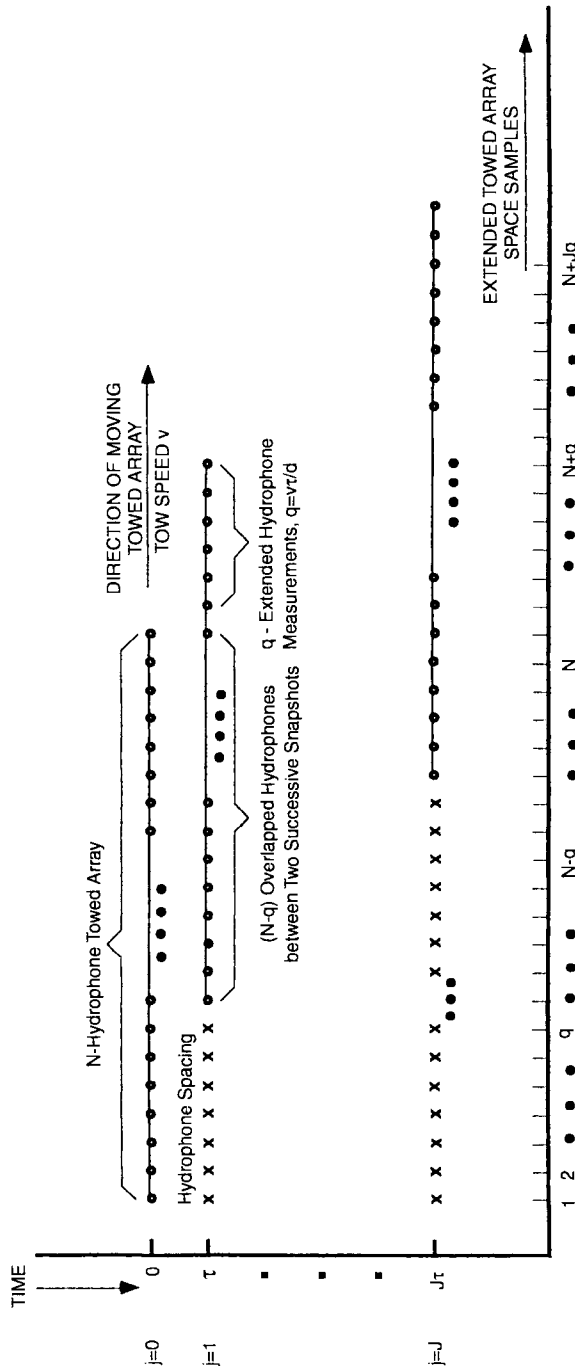 TIME
j=0
0
N-Hydrophone Towed Array
DIRECTION OF MOVING
TOWED ARRAY
TOW SPEED v
Hydrophone Spacing
j=1
τ
x x x x x x x
(N-q) Overlapped Hydrophones
between Two Successive Snapshots
q - Extended Hydrophone
Measurements, q=vτ/d
j=J
Jτ
x x x x x x x x x x x x x x
EXTENDED TOWED ARRAY
SPACE SAMPLES
1 2 q N-q N N+q N+Jq